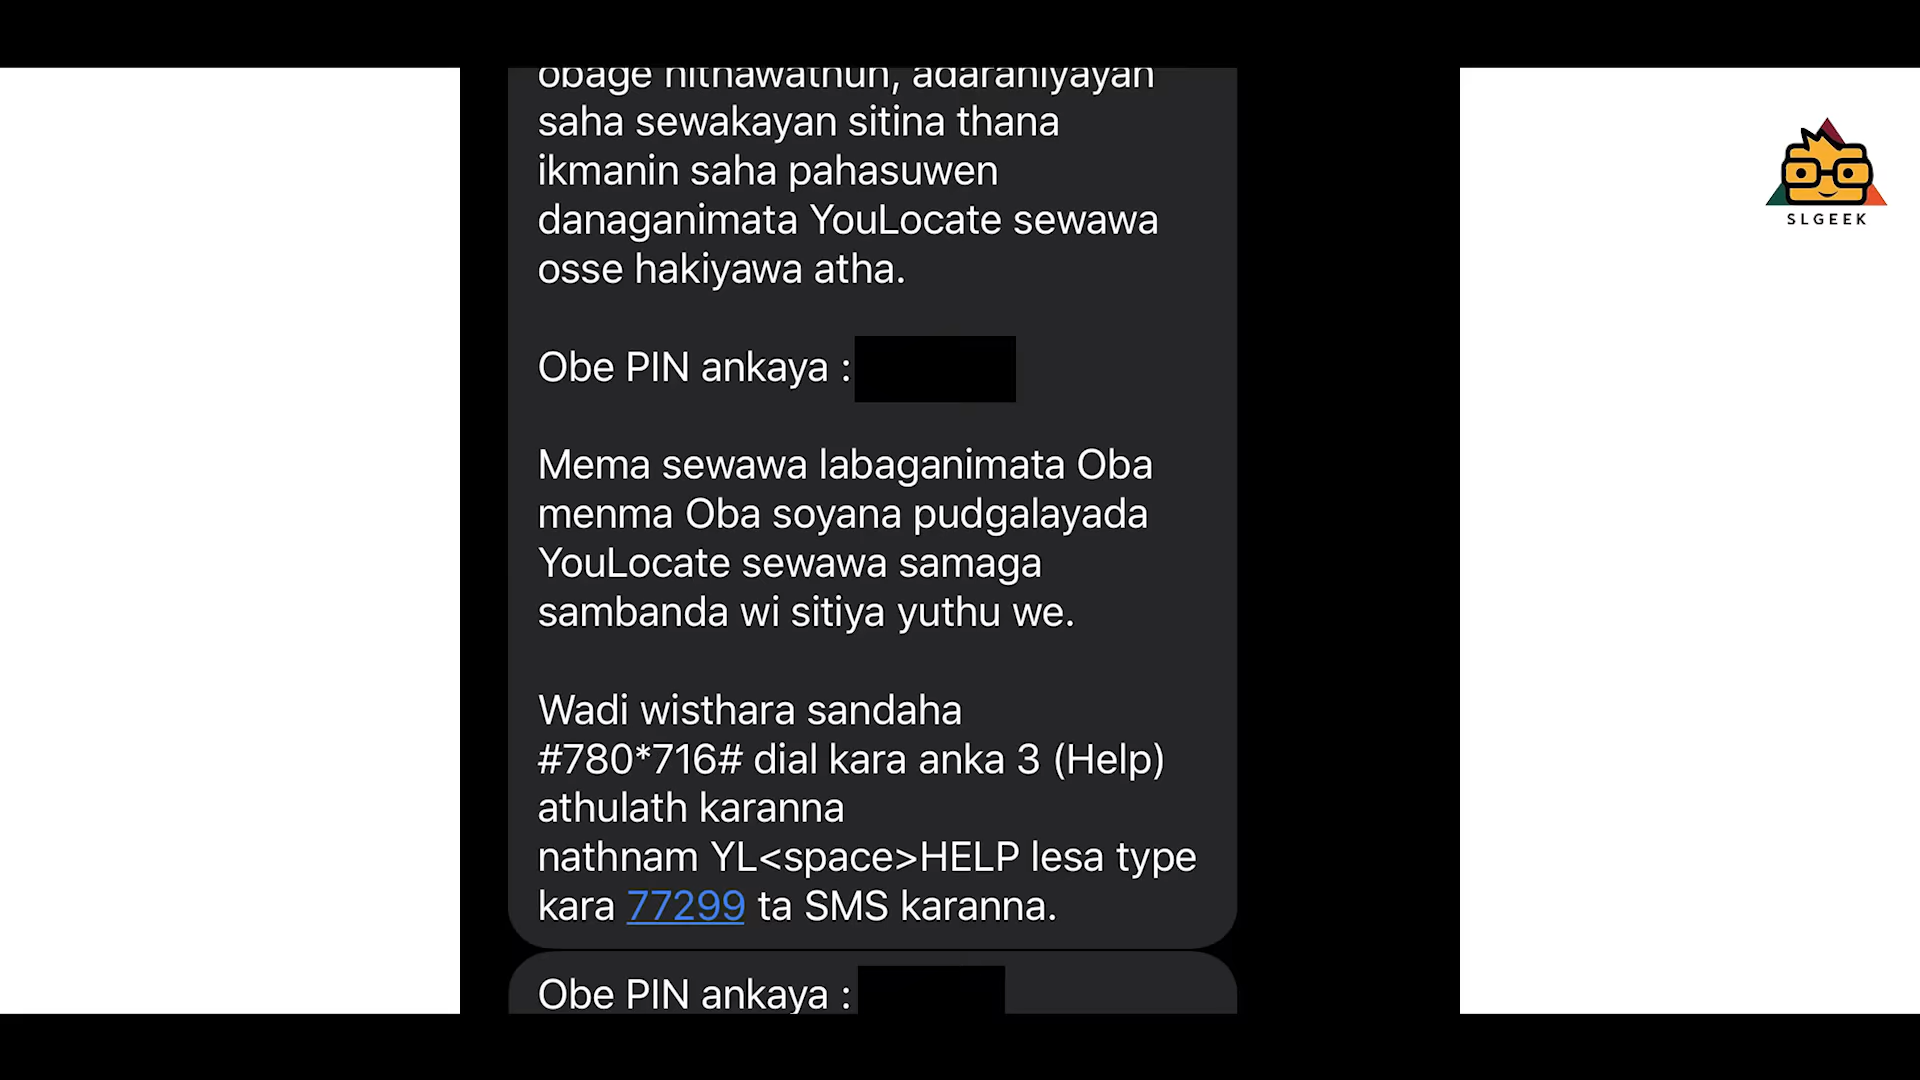 obage hithawathun, adaraniyayan
saha sewakayan sitina thana
ikmanin saha pahasuwen
danaganimata YouLocate sewawa
osse hakiyawa atha.
Obe PIN ankaya :
Mema sewawa labaganimata Oba
menma Oba soyana pudgalayada
YouLocate sewawa samaga
sambanda wi sitiya yuthu we.
Wadi wisthara sandaha
#780*716# dial kara anka 3 (Help)
athulath karanna
nathnam YL<space>HELP lesa type
kara 77299 ta SMS karanna.
Obe PIN ankaya :
SLGEEK